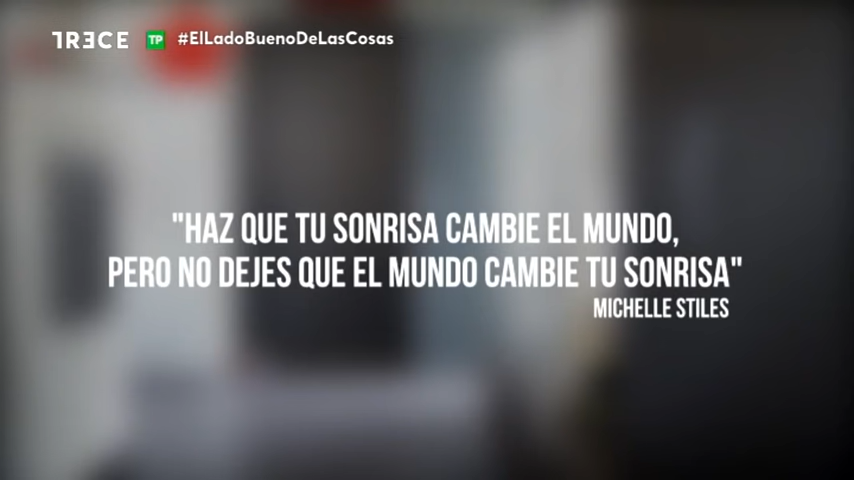 TRECE TP #ElLadoBuenoDeLasCosas
"HAZ QUE TU SONRISA CAMBIE EL MUNDO,
PERO NO DEJES QUE EL MUNDO CAMBIE TU SONRISA"
MICHELLE STILES